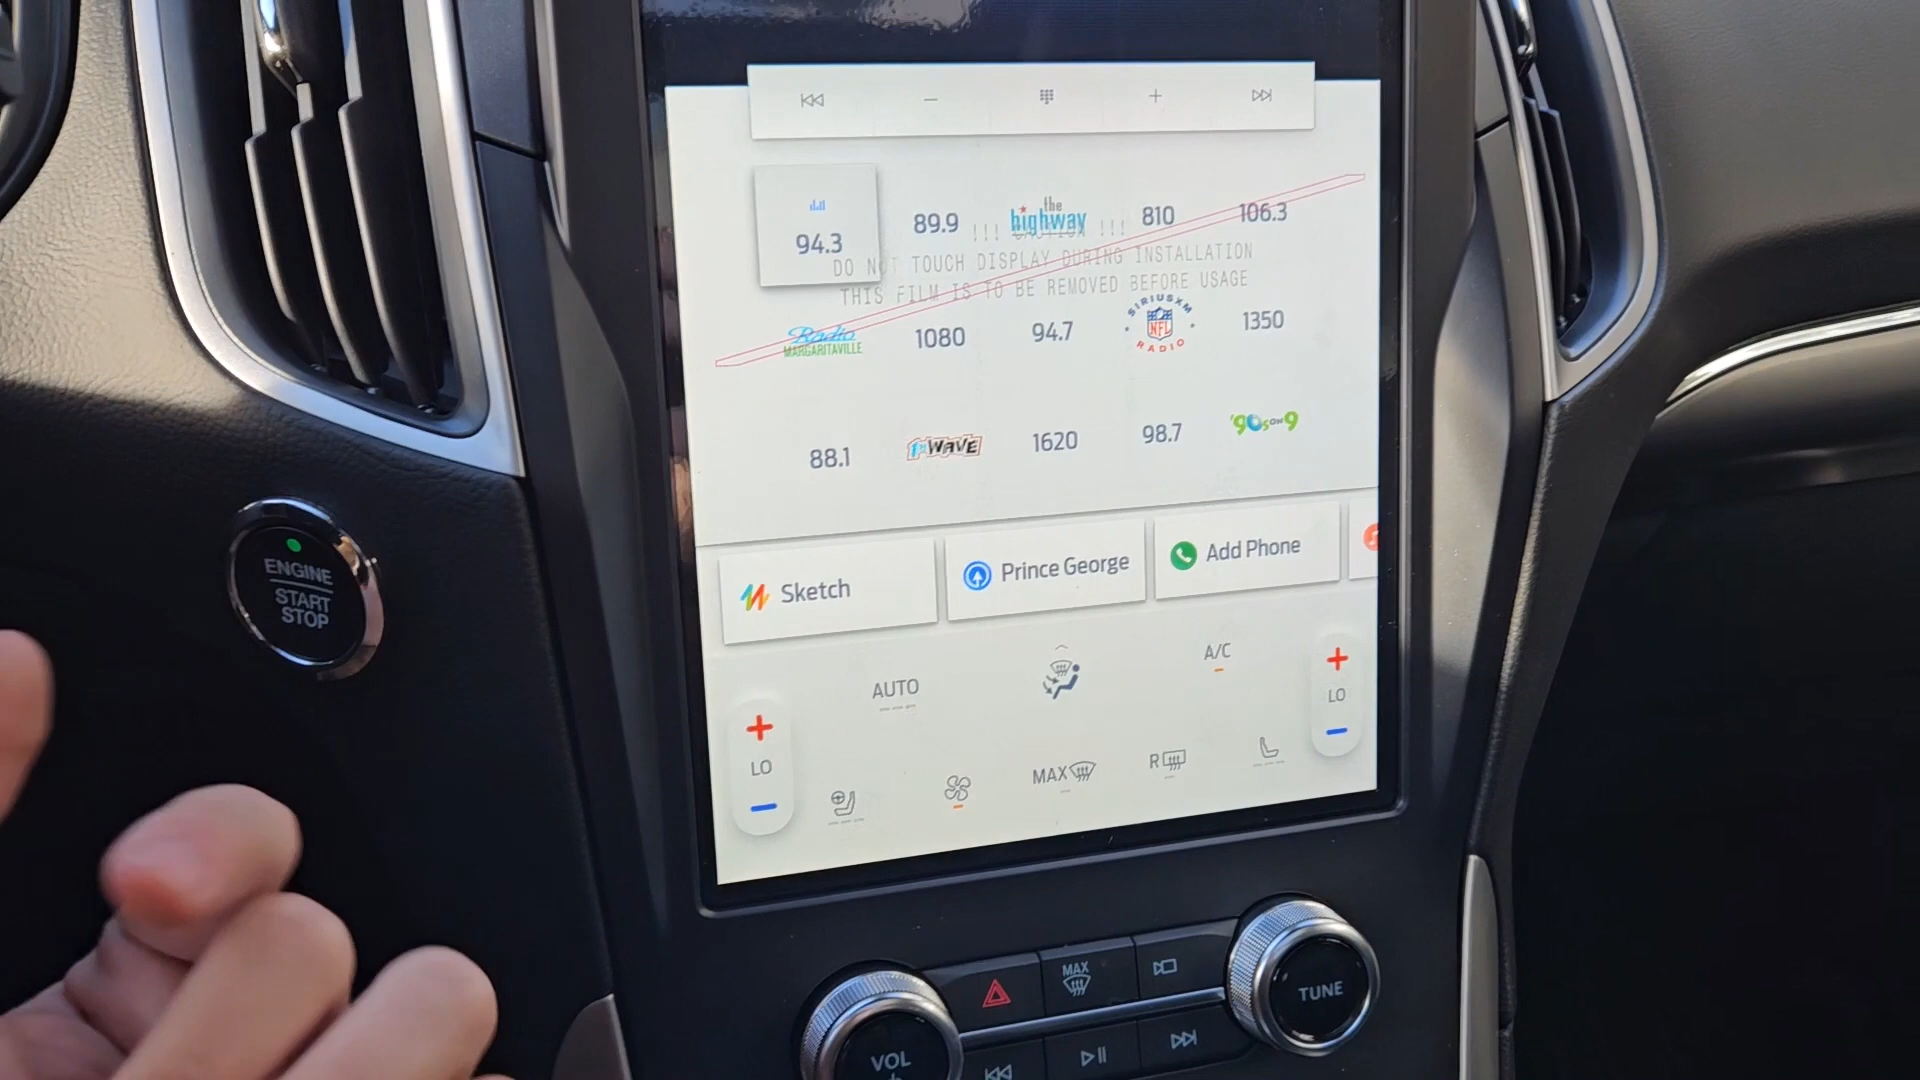 94.3
89.9
the
highway
810
106.3
!!! CAUTION !!!
DO NOT TOUCH DISPLAY DURING INSTALLATION
THIS FILM IS TO BE REMOVED BEFORE USAGE
Radio
MARGARITAVILLE
1080
94.7
SIRIUSXM
NFL
RADIO
1350
88.1
1st WAVE
1620
98.7
'90s on 9
Sketch
Prince George
Add Phone
AUTO
A/C
LO
LO
MAX
R
ENGINE
START
STOP
MAX
TUNE
VOL